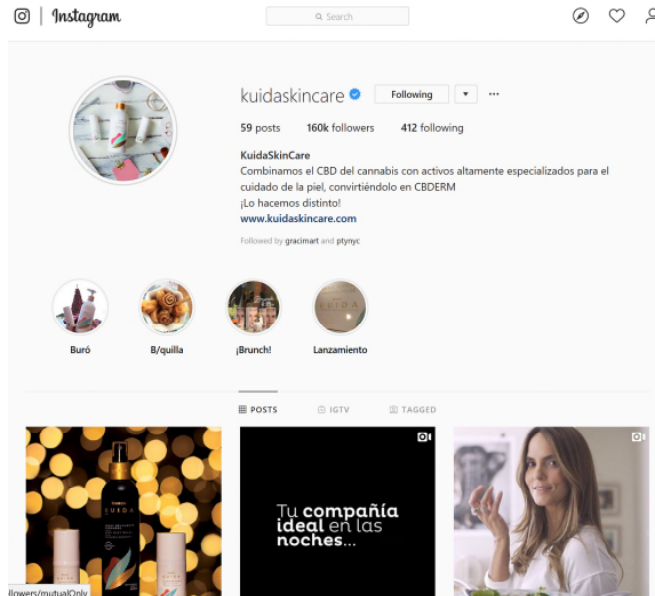 Instagram
Search
kuidaskincare
Following
59 posts 160k followers 412 following
KuidaSkinCare
Combinamos el CBD del cannabis con activos altamente especializados para el
cuidado de la piel, convirtiéndolo en CBDERM
¡Lo hacemos distinto!
www.kuidaskincare.com
Followed by gracimart and ptynyc
KUIDA
Buró B/quilla ¡Brunch! Lanzamiento
POSTS IGTV TAGGED
KUIDA
Tu compañía
ideal en las
noches...
llowers/mutualOnly